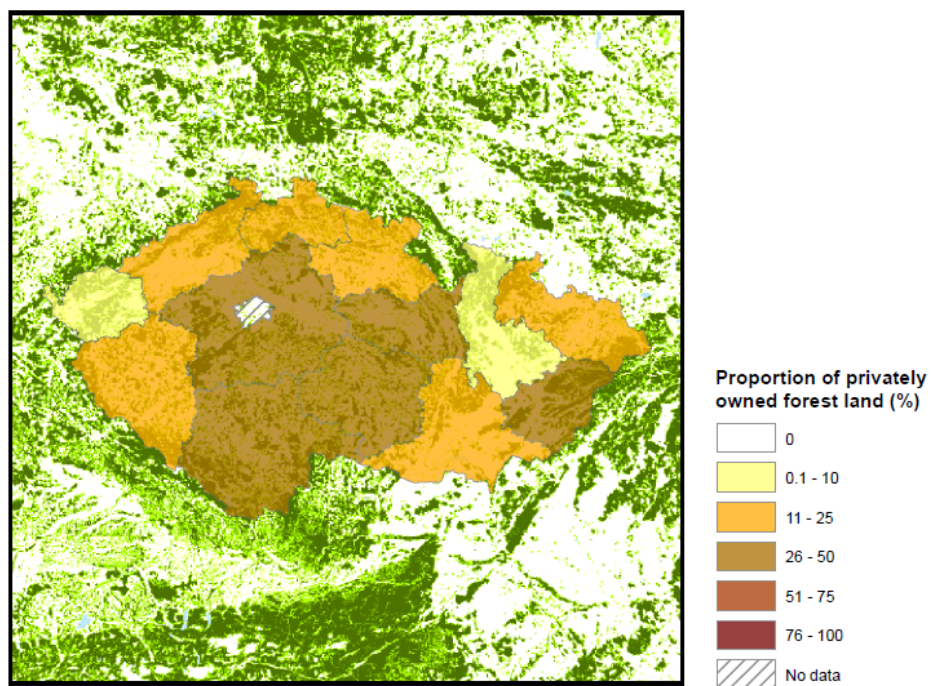 Proportion of privately
owned forest land (%)
0
0.1 - 10
11 - 25
26 - 50
51 - 75
76 - 100
No data